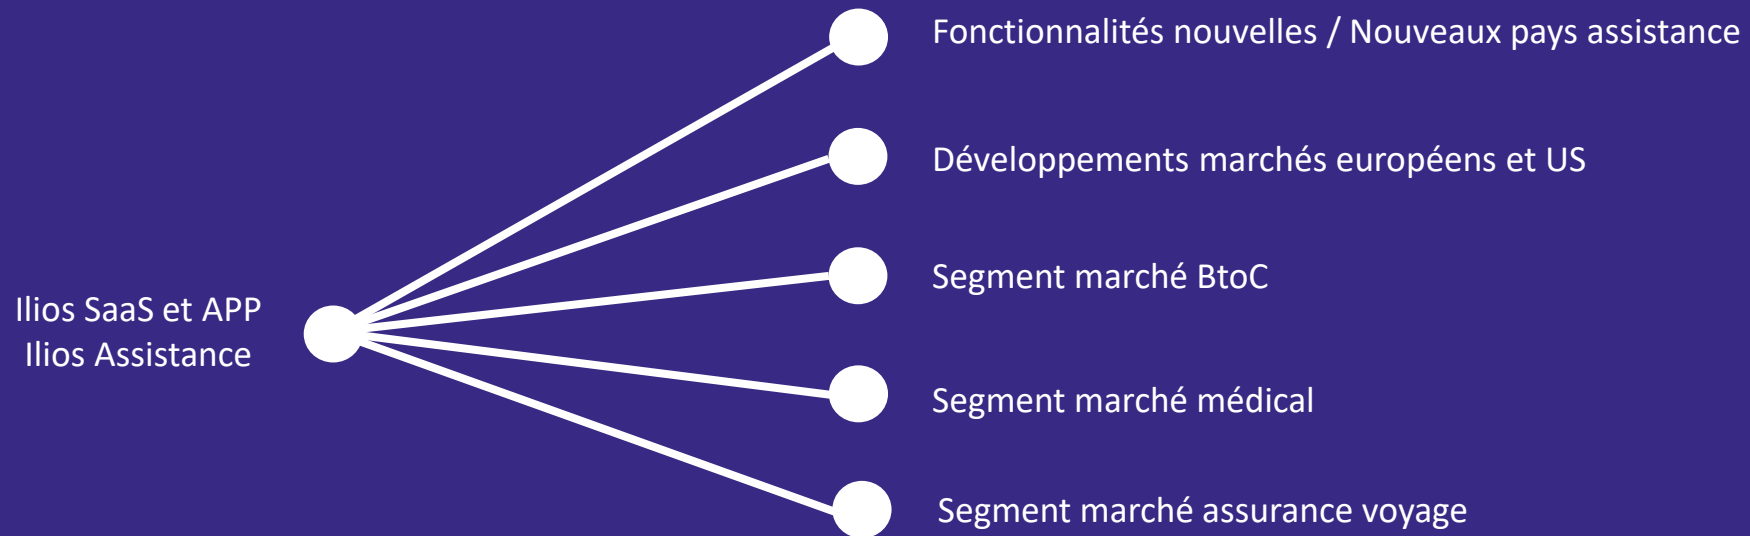 Ilios SaaS et APP
Ilios Assistance
Fonctionnalités nouvelles / Nouveaux pays assistance
Développements marchés européens et US
Segment marché BtoC
Segment marché médical
Segment marché assurance voyage